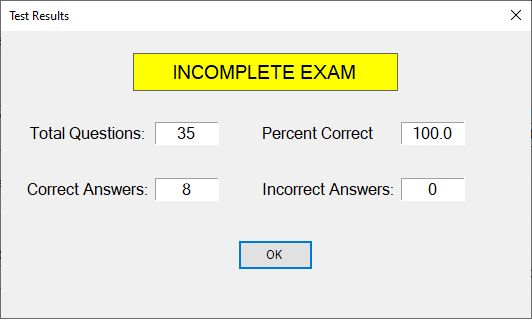 Test Results
INCOMPLETE EXAM
Total Questions: 35 Percent Correct 100.0
Correct Answers: 8 Incorrect Answers: 0
OK